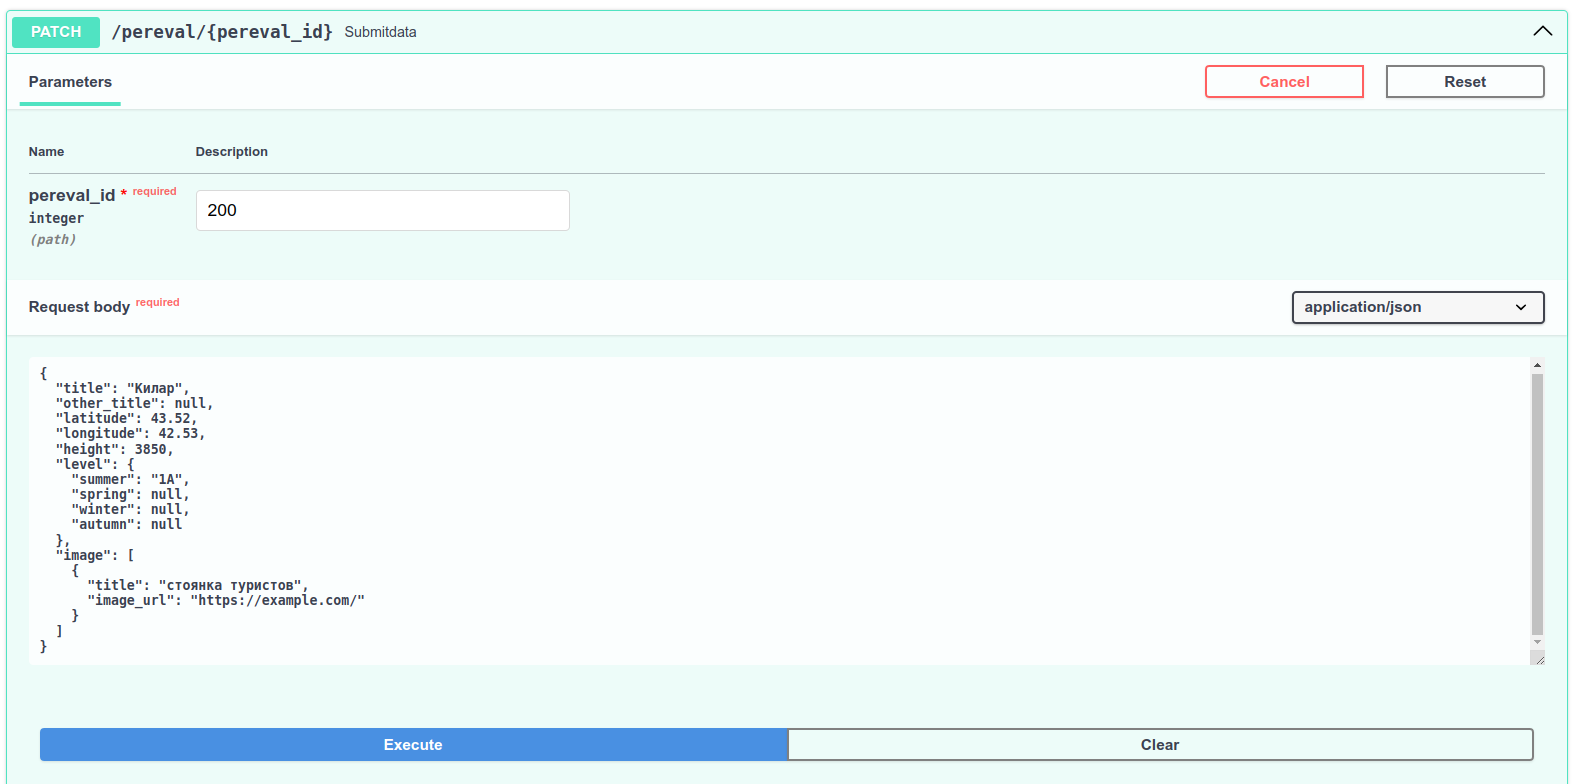 PATCH /pereval/{pereval_id} Submitdata
Parameters Cancel Reset
Name Description
pereval_id * required
integer
(path)
200
Request body required application/json
{
  "title": "Килар",
  "other_title": null,
  "latitude": 43.52,
  "longitude": 42.53,
  "height": 3850,
  "level": {
    "summer": "1A",
    "spring": null,
    "winter": null,
    "autumn": null
  },
  "image": [
    {
      "title": "стоянка туристов",
      "image_url": "https://example.com/"
    }
  ]
}
Execute Clear